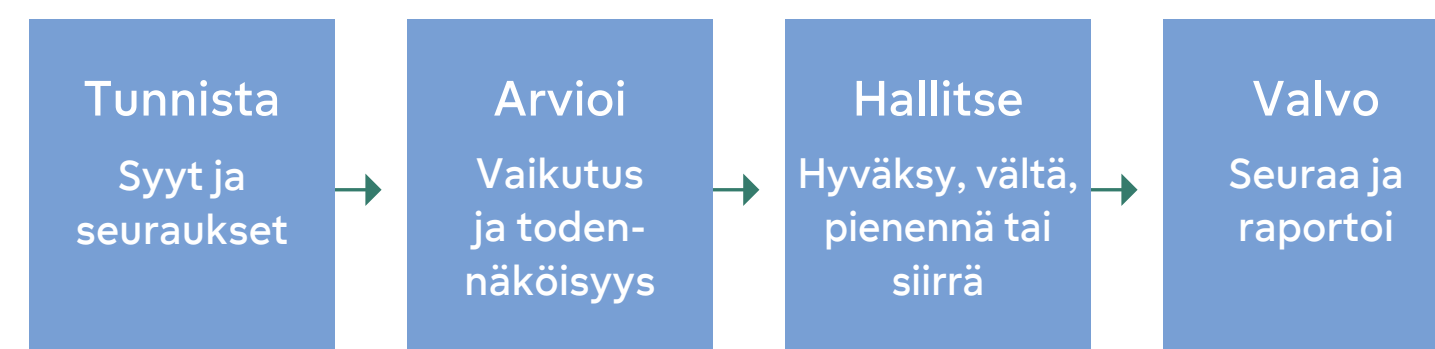 Tunnista
Syyt ja
seuraukset
Arvioi
Vaikutus
ja toden-
näköisyys
Hallitse
Hyväksy, vältä,
pienennä tai
siirrä
Valvo
Seuraa ja
raportoi